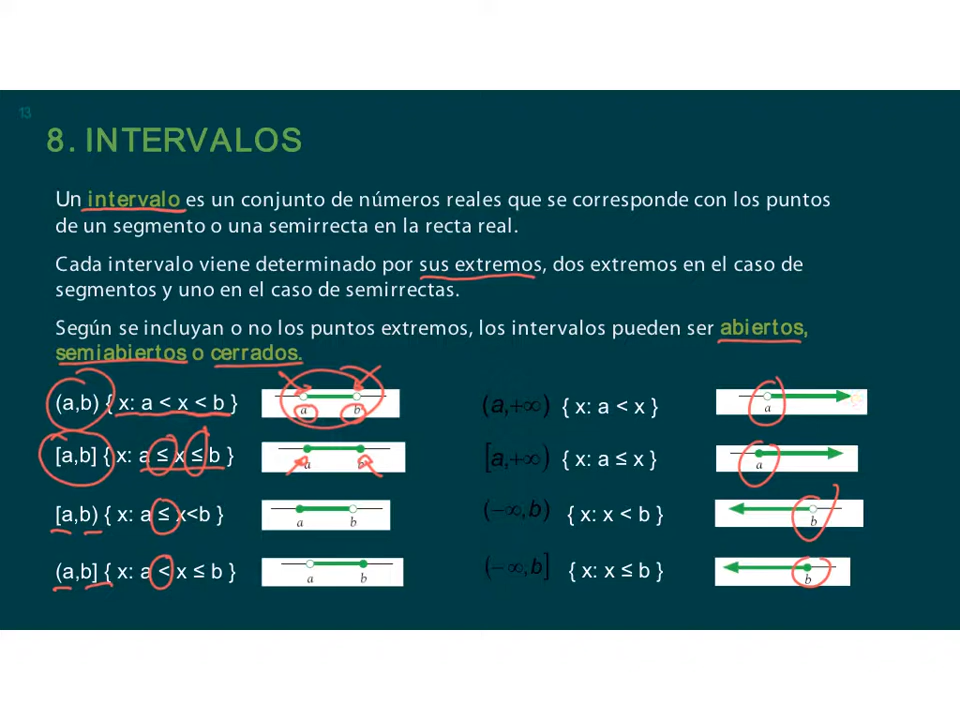 13
8. INTERVALOS
Un intervalo es un conjunto de números reales que se corresponde con los puntos
de un segmento o una semirrecta en la recta real.
Cada intervalo viene determinado por sus extremos, dos extremos en el caso de
segmentos y uno en el caso de semirrectas.
Según se incluyan o no los puntos extremos, los intervalos pueden ser abiertos,
semiabiertos o cerrados.
(a,b) { x: a < x < b }
a b
[a,b] { x: a ≤ x ≤ b }
a b
[a,b) { x: a ≤ x<b }
a b
(a,b] { x: a < x ≤ b }
a b
(a,+∞) { x: a < x }
a
[a,+∞) { x: a ≤ x }
a
(−∞,b) { x: x < b }
b
(−∞,b] { x: x ≤ b }
b